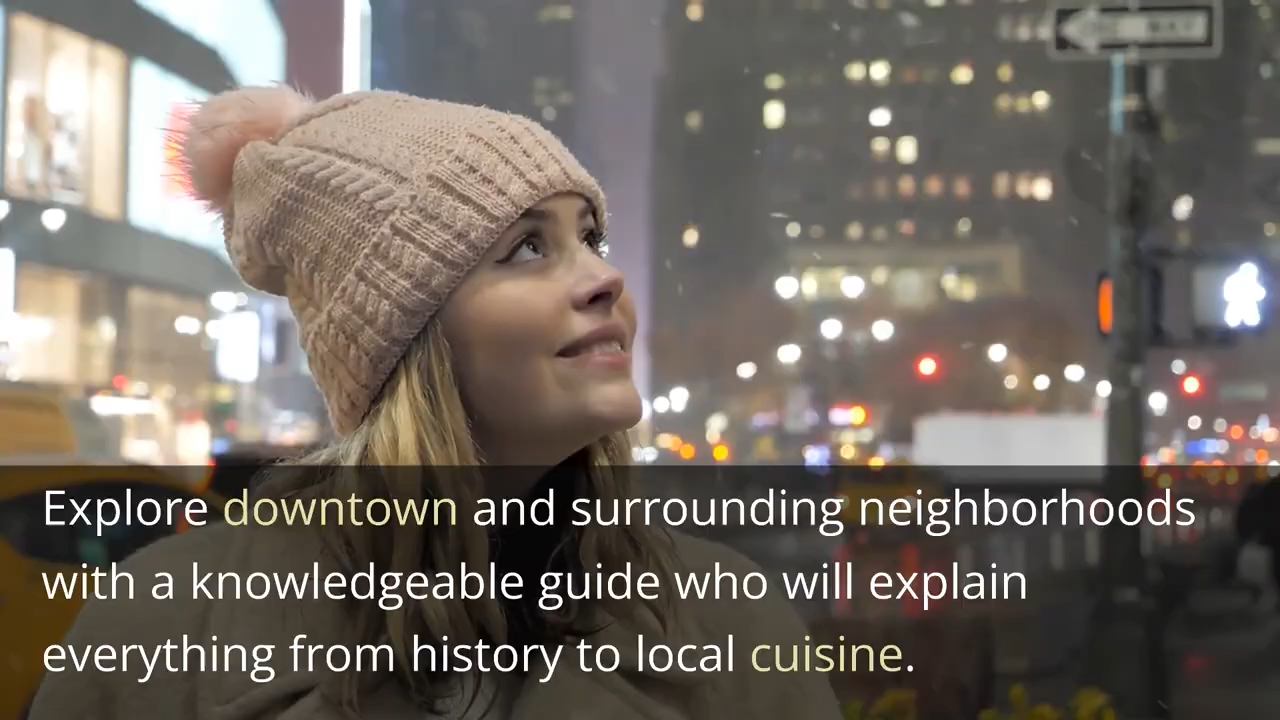 Explore downtown and surrounding neighborhoods
with a knowledgeable guide who will explain
everything from history to local cuisine.